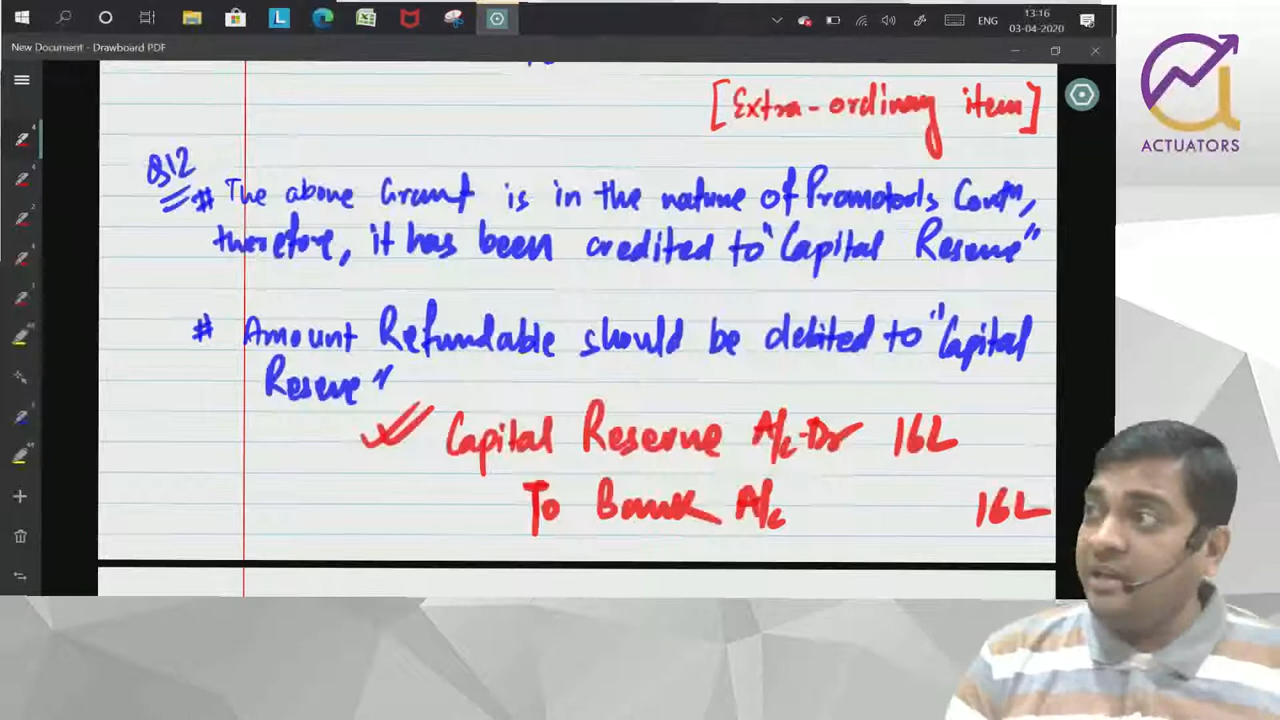 13:16
ENG
03-04-2020
New Document - Drawboard PDF
[Extra-ordinary item]
Q12
# The above Grant is in the nature of Promotors Contn,
therefore, it has been credited to "Capital Reserve"
# Amount Refundable should be debited to "Capital
Reserve"
Capital Reserve A/c-Dr 16L
To Bank A/c 16L
ACTUATORS